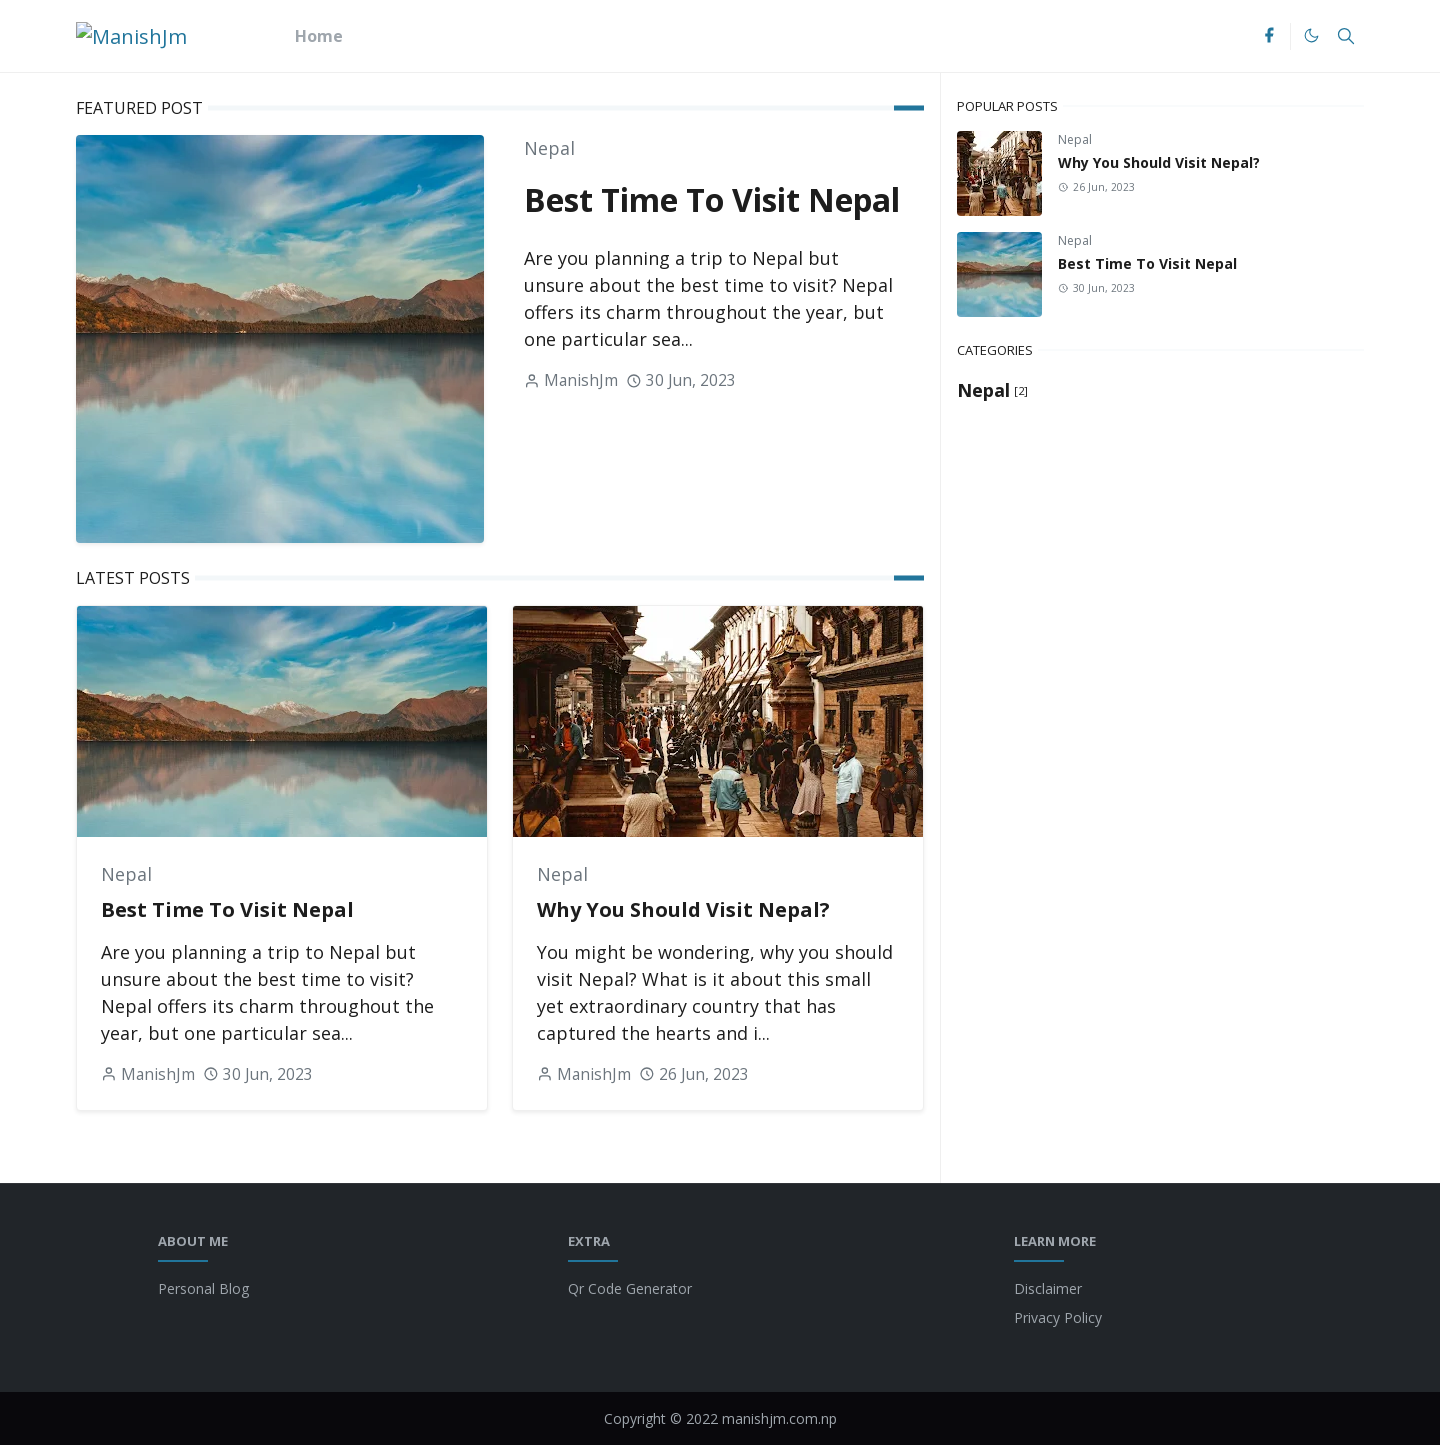 ManishJm
Home
FEATURED POST
Nepal
Best Time To Visit Nepal
Are you planning a trip to Nepal but
unsure about the best time to visit? Nepal
offers its charm throughout the year, but
one particular sea...
ManishJm 30 Jun, 2023
LATEST POSTS
Nepal
Best Time To Visit Nepal
Are you planning a trip to Nepal but
unsure about the best time to visit?
Nepal offers its charm throughout the
year, but one particular sea...
ManishJm 30 Jun, 2023
Nepal
Why You Should Visit Nepal?
You might be wondering, why you should
visit Nepal? What is it about this small
yet extraordinary country that has
captured the hearts and i...
ManishJm 26 Jun, 2023
POPULAR POSTS
Nepal
Why You Should Visit Nepal?
26 Jun, 2023
Nepal
Best Time To Visit Nepal
30 Jun, 2023
CATEGORIES
Nepal [2]
ABOUT ME
Personal Blog
EXTRA
Qr Code Generator
LEARN MORE
Disclaimer
Privacy Policy
Copyright © 2022 manishjm.com.np